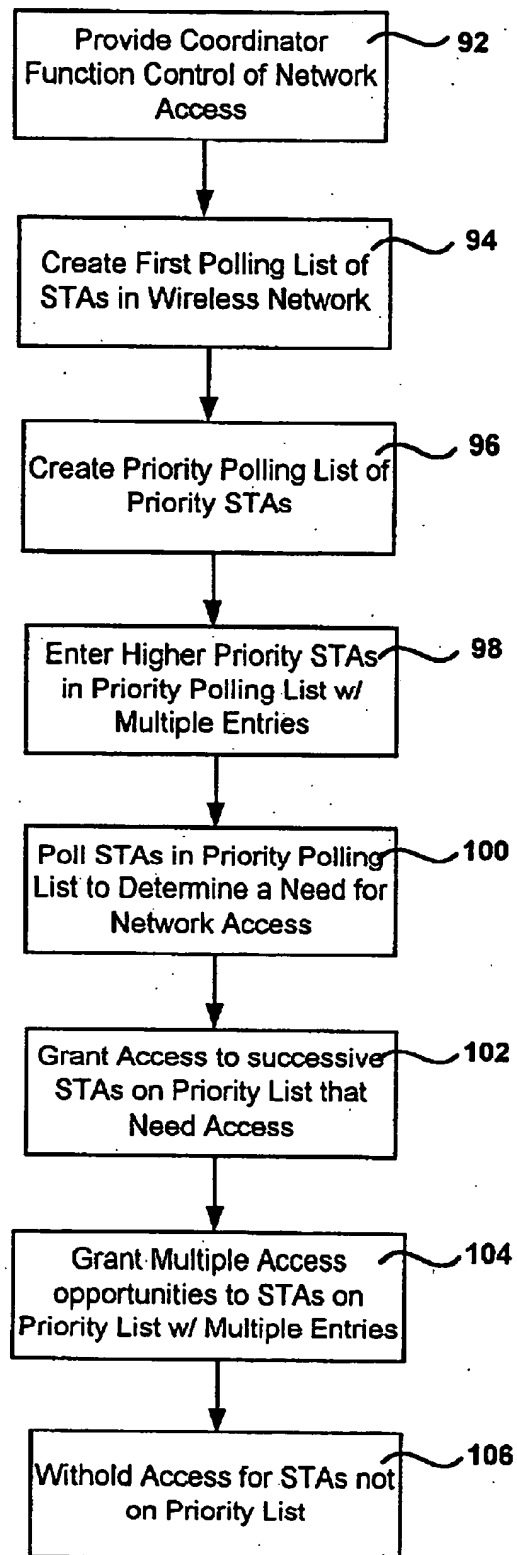 Provide Coordinator
Function Control of Network
Access
92
Create First Polling List of
STAs in Wireless Network
94
Create Priority Polling List of
Priority STAs
96
Enter Higher Priority STAs
in Priority Polling List w/
Multiple Entries
98
Poll STAs in Priority Polling
List to Determine a Need for
Network Access
100
Grant Access to successive
STAs on Priority List that
Need Access
102
Grant Multiple Access
opportunities to STAs on
Priority List w/ Multiple Entries
104
Withold Access for STAs not
on Priority List
106